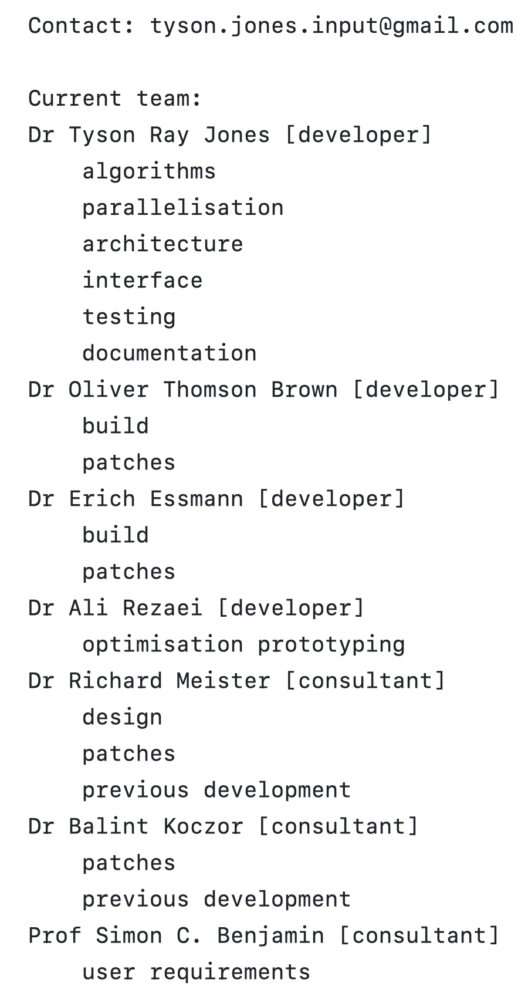 Contact: tyson.jones.input@gmail.com

Current team:
Dr Tyson Ray Jones [developer]
    algorithms
    parallelisation
    architecture
    interface
    testing
    documentation
Dr Oliver Thomson Brown [developer]
    build
    patches
Dr Erich Essmann [developer]
    build
    patches
Dr Ali Rezaei [developer]
    optimisation prototyping
Dr Richard Meister [consultant]
    design
    patches
    previous development
Dr Balint Koczor [consultant]
    patches
    previous development
Prof Simon C. Benjamin [consultant]
    user requirements